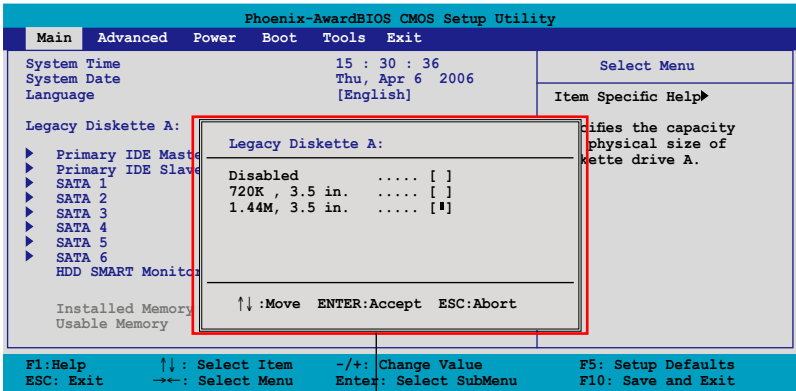 Phoenix-AwardBIOS CMOS Setup Utility
Main Advanced Power Boot Tools Exit
System Time 15 : 30 : 36
System Date Thu, Apr 6 2006
Language [English]
Legacy Diskette A:
Primary IDE Maste
Primary IDE Slave
SATA 1
SATA 2
SATA 3
SATA 4
SATA 5
SATA 6
HDD SMART Monitor
Installed Memory
Usable Memory
Legacy Diskette A:
Disabled ..... [ ]
720K , 3.5 in. ..... [ ]
1.44M, 3.5 in. ..... [▮]
↑↓ :Move ENTER:Accept ESC:Abort
Select Menu
Item Specific Help▶
cifies the capacity
physical size of
kette drive A.
F1:Help ↑↓ : Select Item -/+: Change Value F5: Setup Defaults
ESC: Exit →←: Select Menu Enter: Select SubMenu F10: Save and Exit